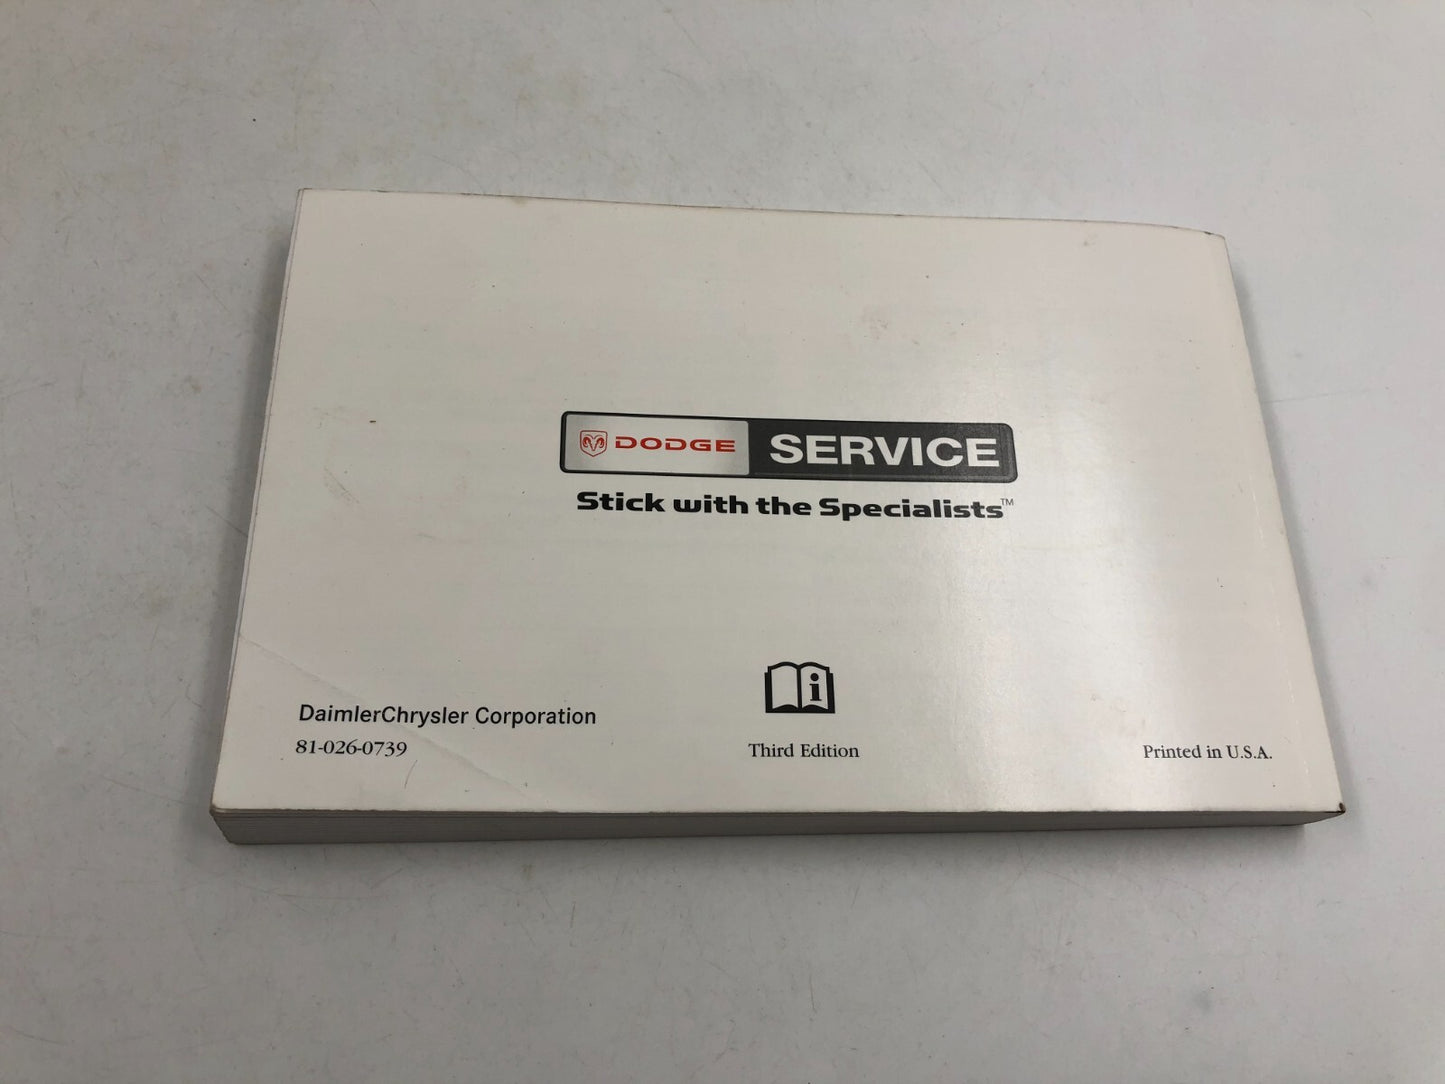 DODGE SERVICE
Stick with the Specialists™
i
DaimlerChrysler Corporation
81-026-0739
Third Edition
Printed in U.S.A.